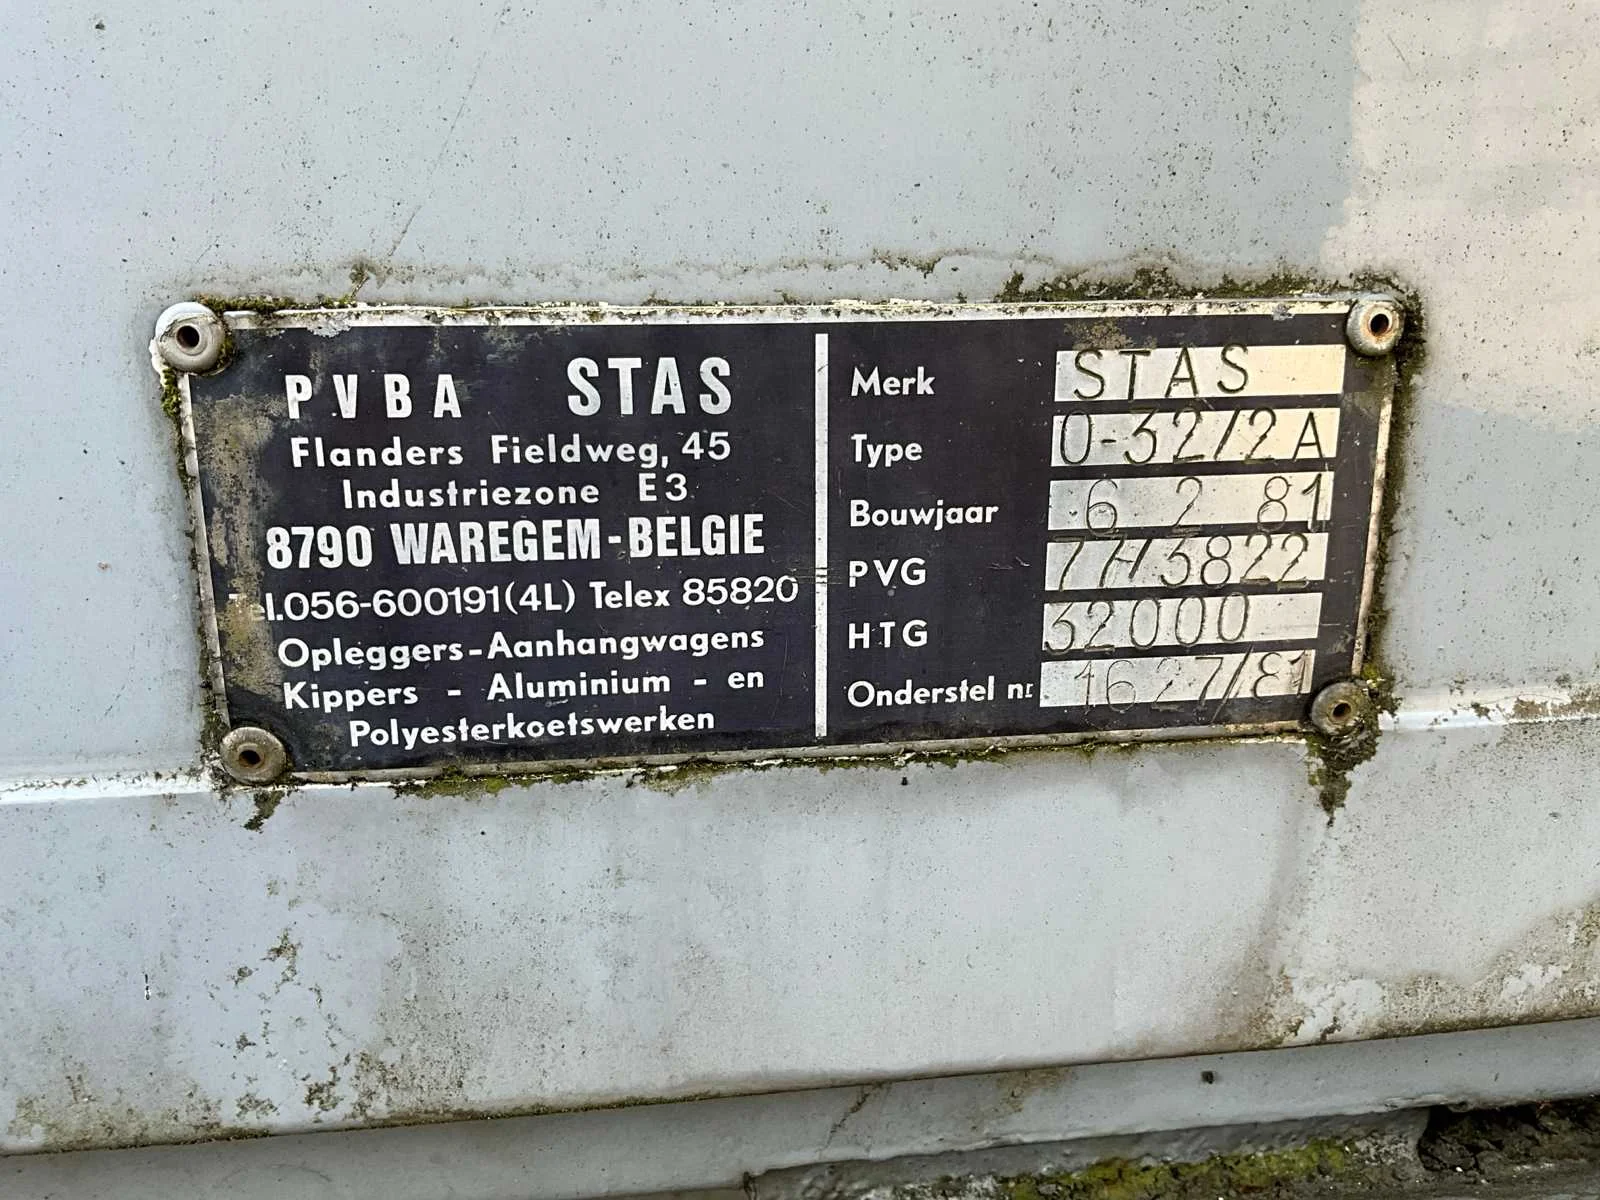 PVBA STAS
Flanders Fieldweg, 45
Industriezone E3
8790 WAREGEM-BELGIE
Tel.056-600191(4L) Telex 85820
Opleggers-Aanhangwagens
Kippers - Aluminium - en
Polyesterkoetswerken
Merk STAS
Type 0-32/2A
Bouwjaar 6 2 81
PVG 77/3822
HTG 32000
Onderstel nr. 1627/81